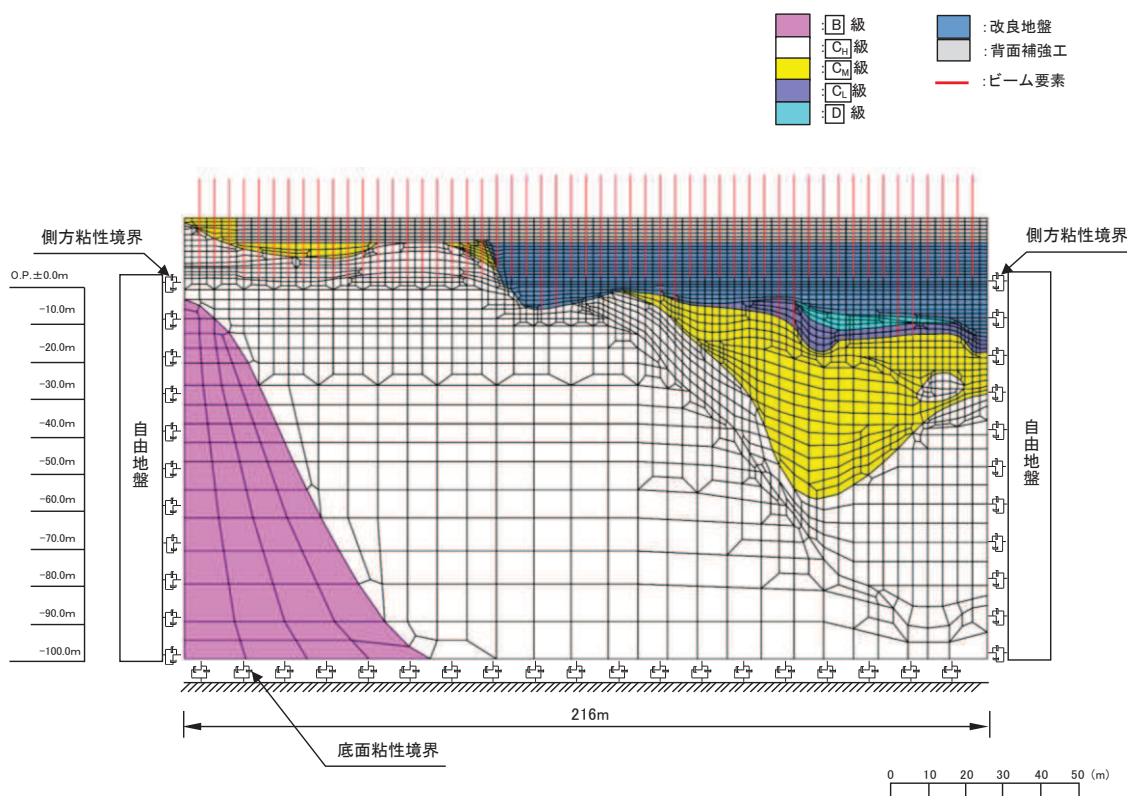 : B 級
: CH 級
: CM 級
: CL 級
: D 級
: 改良地盤
: 背面補強工
: ビーム要素
側方粘性境界
側方粘性境界
O.P.±0.0m
-10.0m
-20.0m
-30.0m
-40.0m
-50.0m
-60.0m
-70.0m
-80.0m
-90.0m
-100.0m
自由地盤
自由地盤
216m
底面粘性境界
0 10 20 30 40 50 (m)